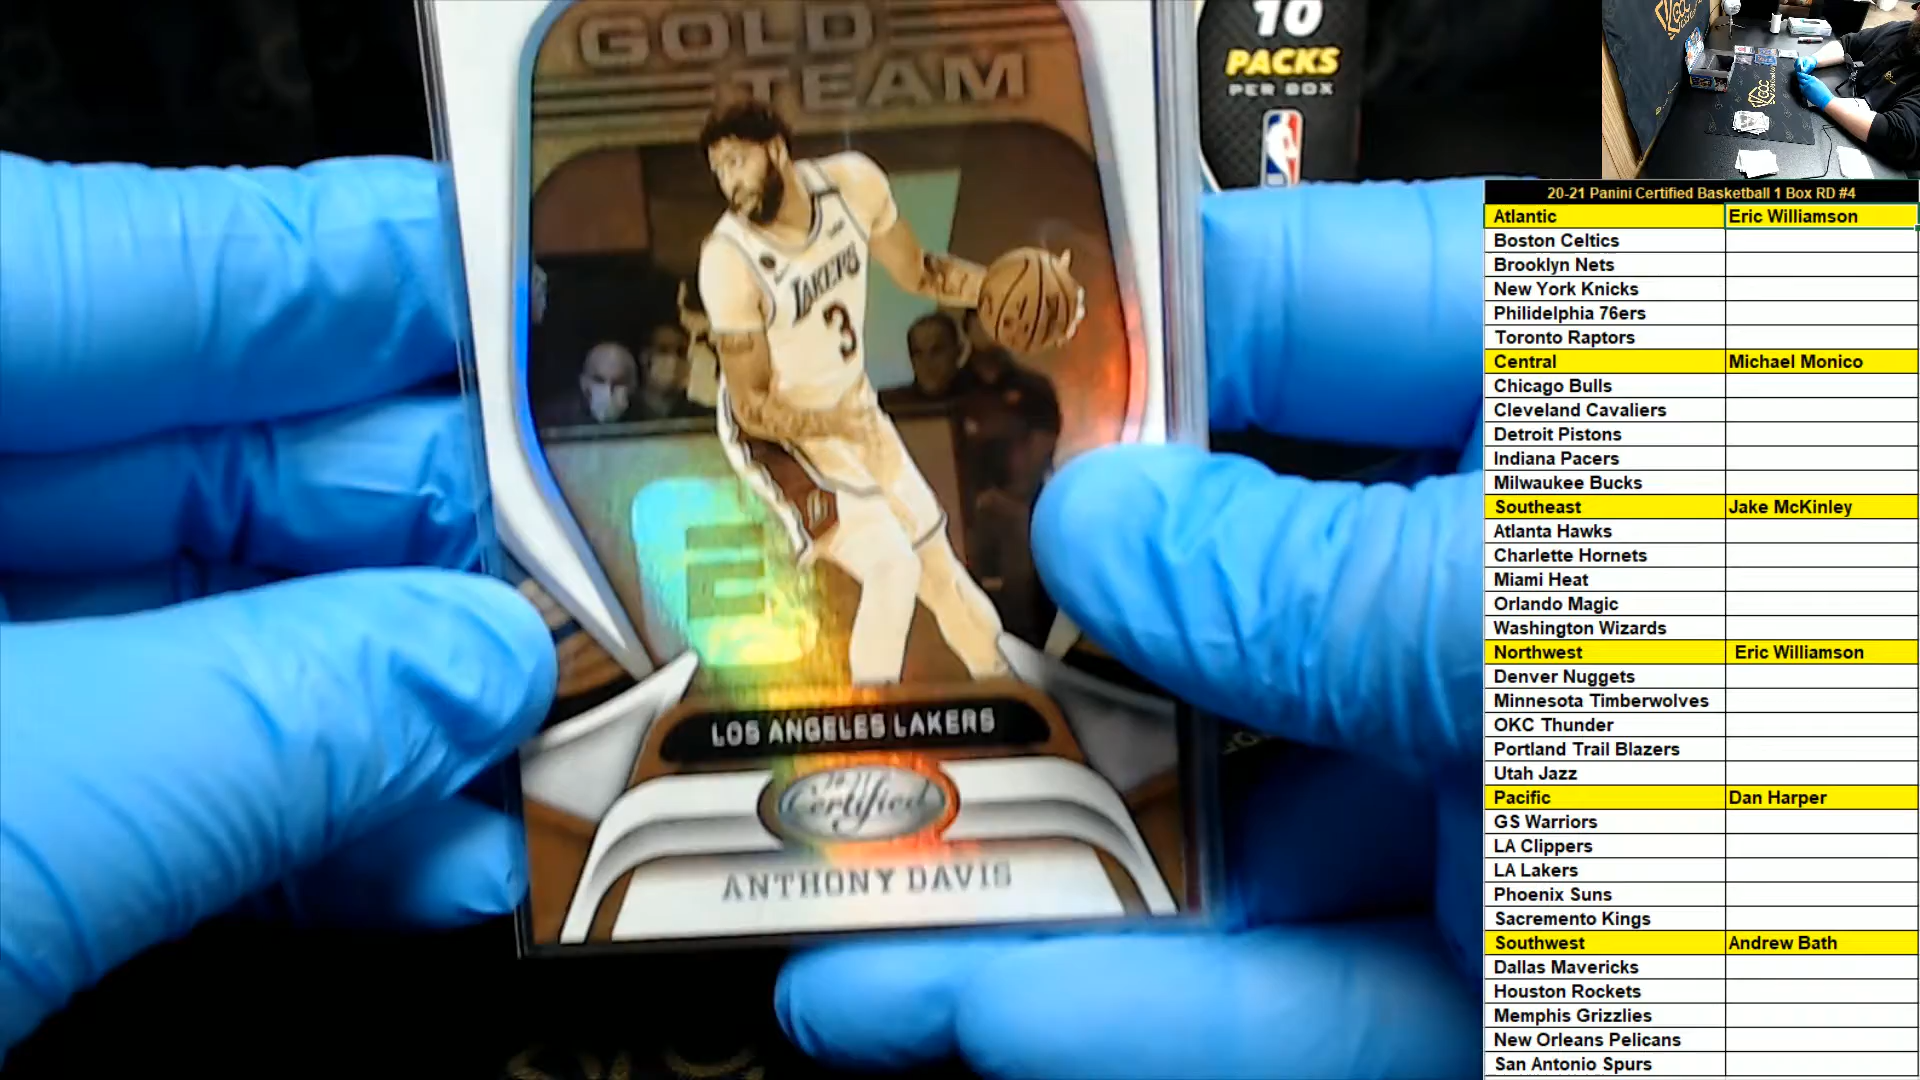 GOLD
TEAM
LAKERS
3
E
LOS ANGELES LAKERS
Certified
ANTHONY DAVIS
10
PACKS
PER BOX
NBA
GCC
20-21 Panini Certified Basketball 1 Box RD #4
Atlantic Eric Williamson
Boston Celtics
Brooklyn Nets
New York Knicks
Philidelphia 76ers
Toronto Raptors
Central Michael Monico
Chicago Bulls
Cleveland Cavaliers
Detroit Pistons
Indiana Pacers
Milwaukee Bucks
Southeast Jake McKinley
Atlanta Hawks
Charlette Hornets
Miami Heat
Orlando Magic
Washington Wizards
Northwest Eric Williamson
Denver Nuggets
Minnesota Timberwolves
OKC Thunder
Portland Trail Blazers
Utah Jazz
Pacific Dan Harper
GS Warriors
LA Clippers
LA Lakers
Phoenix Suns
Sacremento Kings
Southwest Andrew Bath
Dallas Mavericks
Houston Rockets
Memphis Grizzlies
New Orleans Pelicans
San Antonio Spurs